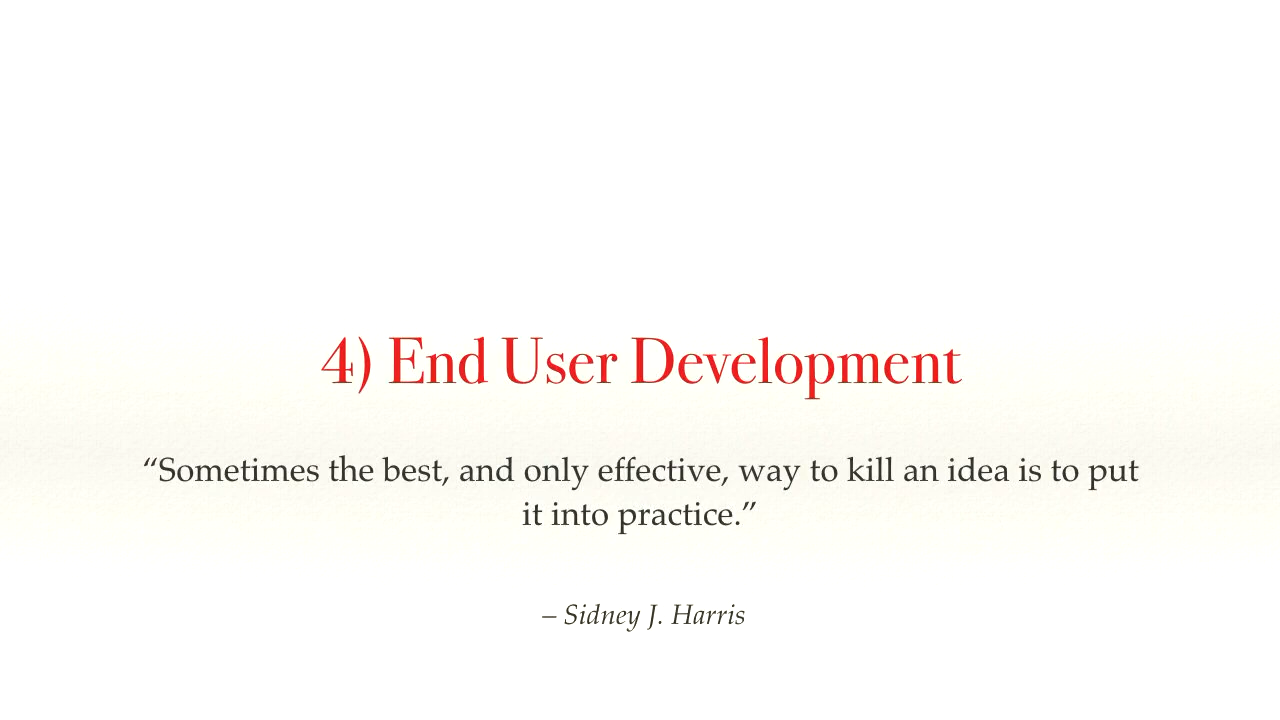 4) End User Development
“Sometimes the best, and only effective, way to kill an idea is to put
it into practice.”
– Sidney J. Harris